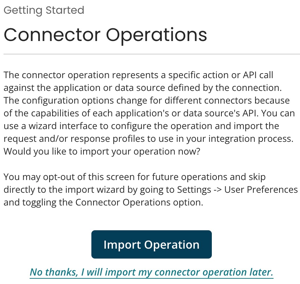 Getting Started
Connector Operations
The connector operation represents a specific action or API call
against the application or data source defined by the connection.
The configuration options change for different connectors because
of the capabilities of each application's or data source's API. You can
use a wizard interface to configure the operation and import the
request and/or response profiles to use in your integration process.
Would you like to import your operation now?
You may opt-out of this screen for future operations and skip
directly to the import wizard by going to Settings -> User Preferences
and toggling the Connector Operations option.
Import Operation
No thanks, I will import my connector operation later.